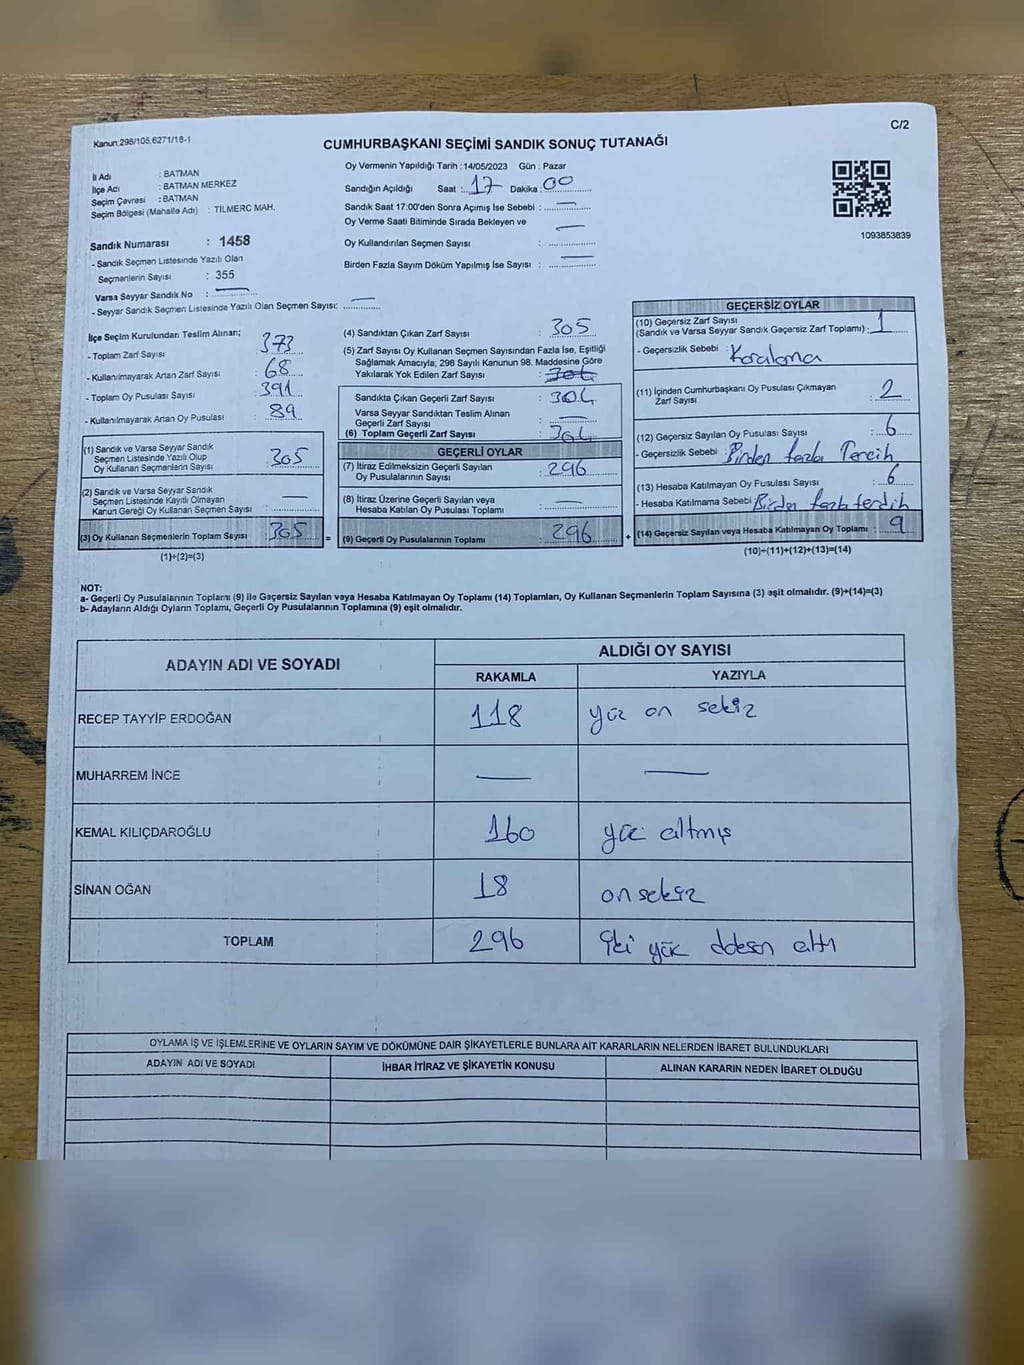 Kanun:298/105:6271/18-1
C/2
CUMHURBAŞKANI SEÇİMİ SANDIK SONUÇ TUTANAĞI
İl Adı : BATMAN
İlçe Adı : BATMAN MERKEZ
Seçim Çevresi : BATMAN
Seçim Bölgesi (Mahalle Adı) : TİLMERC MAH.
Sandık Numarası : 1458
- Sandık Seçmen Listesinde Yazılı Olan
Seçmenlerin Sayısı : 355
Varsa Seyyar Sandık No : —
- Seyyar Sandık Seçmen Listesinde Yazılı Olan Seçmen Sayısı: —
Oy Vermenin Yapıldığı Tarih :14/05/2023 Gün : Pazar
Sandığın Açıldığı Saat : 17 Dakika : 00
Sandık Saat 17:00'den Sonra Açımış İse Sebebi : —
Oy Verme Saati Bitiminde Sırada Bekleyen ve —
Oy Kullandırılan Seçmen Sayısı :
Birden Fazla Sayım Döküm Yapılmış İse Sayısı : —
1093853839
İlçe Seçim Kurulundan Teslim Alınan;
- Toplam Zarf Sayısı : 373
- Kullanılmayarak Artan Zarf Sayısı : 68
- Toplam Oy Pusulası Sayısı : 391
- Kullanılmayarak Artan Oy Pusulası : 89
(1) Sandık ve Varsa Seyyar Sandık
Seçmen Listesinde Yazılı Olup
Oy Kullanan Seçmenlerin Sayısı : 305
(2) Sandık ve Varsa Seyyar Sandık
Seçmen Listesinde Kayıtlı Olmayan
Kanun Gereği Oy Kullanan Seçmen Sayısı : —
(3) Oy Kullanan Seçmenlerin Toplam Sayısı : 305
(1)+(2)=(3)
(4) Sandıktan Çıkan Zarf Sayısı : 305
(5) Zarf Sayısı Oy Kullanan Seçmen Sayısından Fazla İse, Eşitliği
Sağlamak Amacıyla; 298 Sayılı Kanunun 98. Maddesine Göre
Yakılarak Yok Edilen Zarf Sayısı : 304
Sandıkta Çıkan Geçerli Zarf Sayısı : 304
Varsa Seyyar Sandıktan Teslim Alınan
Geçerli Zarf Sayısı : —
(6) Toplam Geçerli Zarf Sayısı : 304
GEÇERLİ OYLAR
(7) İtiraz Edilmeksizin Geçerli Sayılan
Oy Pusulalarının Sayısı : 296
(8) İtiraz Üzerine Geçerli Sayılan veya
Hesaba Katılan Oy Pusulası Toplamı :
= (9) Geçerli Oy Pusulalarının Toplamı : 296
GEÇERSİZ OYLAR
(10) Geçersiz Zarf Sayısı
(Sandık ve Varsa Seyyar Sandık Geçersiz Zarf Toplamı) : 1
- Geçersizlik Sebebi : Karalama
(11) İçinden Cumhurbaşkanı Oy Pusulası Çıkmayan
Zarf Sayısı : 2
(12) Geçersiz Sayılan Oy Pusulası Sayısı : 6
- Geçersizlik Sebebi : Birden fazla Tercih
(13) Hesaba Katılmayan Oy Pusulası Sayısı : 6
- Hesaba Katılmama Sebebi : Birden fazla tercih
+ (14) Geçersiz Sayılan veya Hesaba Katılmayan Oy Toplamı : 9
(10)+(11)+(12)+(13)=(14)
NOT:
a- Geçerli Oy Pusulalarının Toplamı (9) ile Geçersiz Sayılan veya Hesaba Katılmayan Oy Toplamı (14) Toplamları, Oy Kullanan Seçmenlerin Toplam Sayısına (3) eşit olmalıdır. (9)+(14)=(3)
b- Adayların Aldığı Oyların Toplamı, Geçerli Oy Pusulalarının Toplamına (9) eşit olmalıdır.
ADAYIN ADI VE SOYADI
ALDIĞI OY SAYISI
RAKAMLA YAZIYLA
RECEP TAYYİP ERDOĞAN 118 yüz on sekiz
MUHARREM İNCE — —
KEMAL KILIÇDAROĞLU 160 yüz altmış
SİNAN OĞAN 18 onsekiz
TOPLAM 296 iki yüz doksan altı
OYLAMA İŞ VE İŞLEMLERİNE VE OYLARIN SAYIM VE DÖKÜMÜNE DAİR ŞİKAYETLERLE BUNLARA AİT KARARLARIN NELERDEN İBARET BULUNDUKLARI
ADAYIN ADI VE SOYADI İHBAR İTİRAZ VE ŞİKAYETİN KONUSU ALINAN KARARIN NEDEN İBARET OLDUĞU